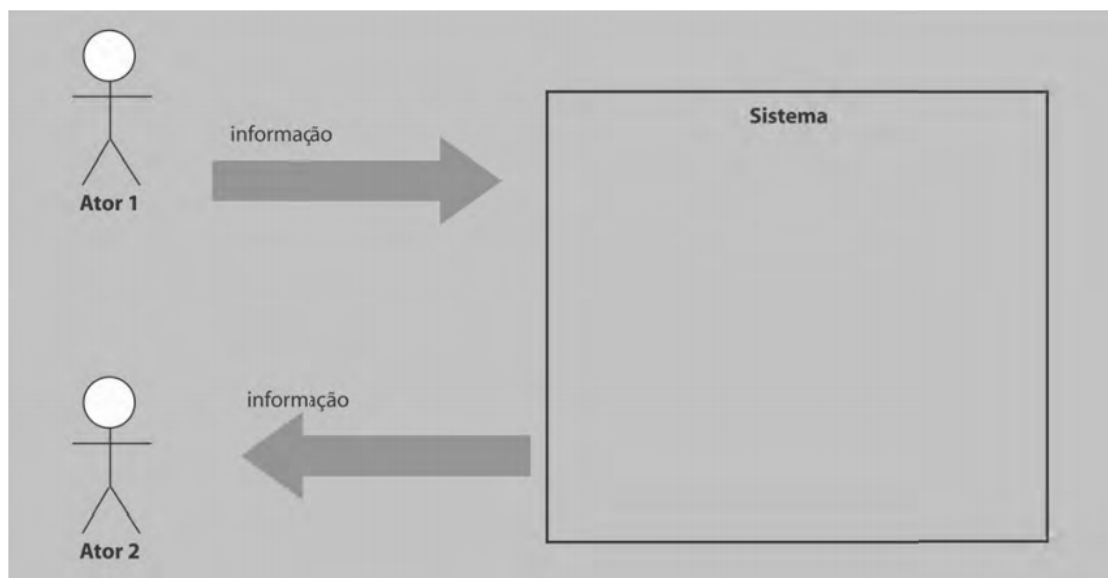 Sistema
informação
Ator 1
informação
Ator 2